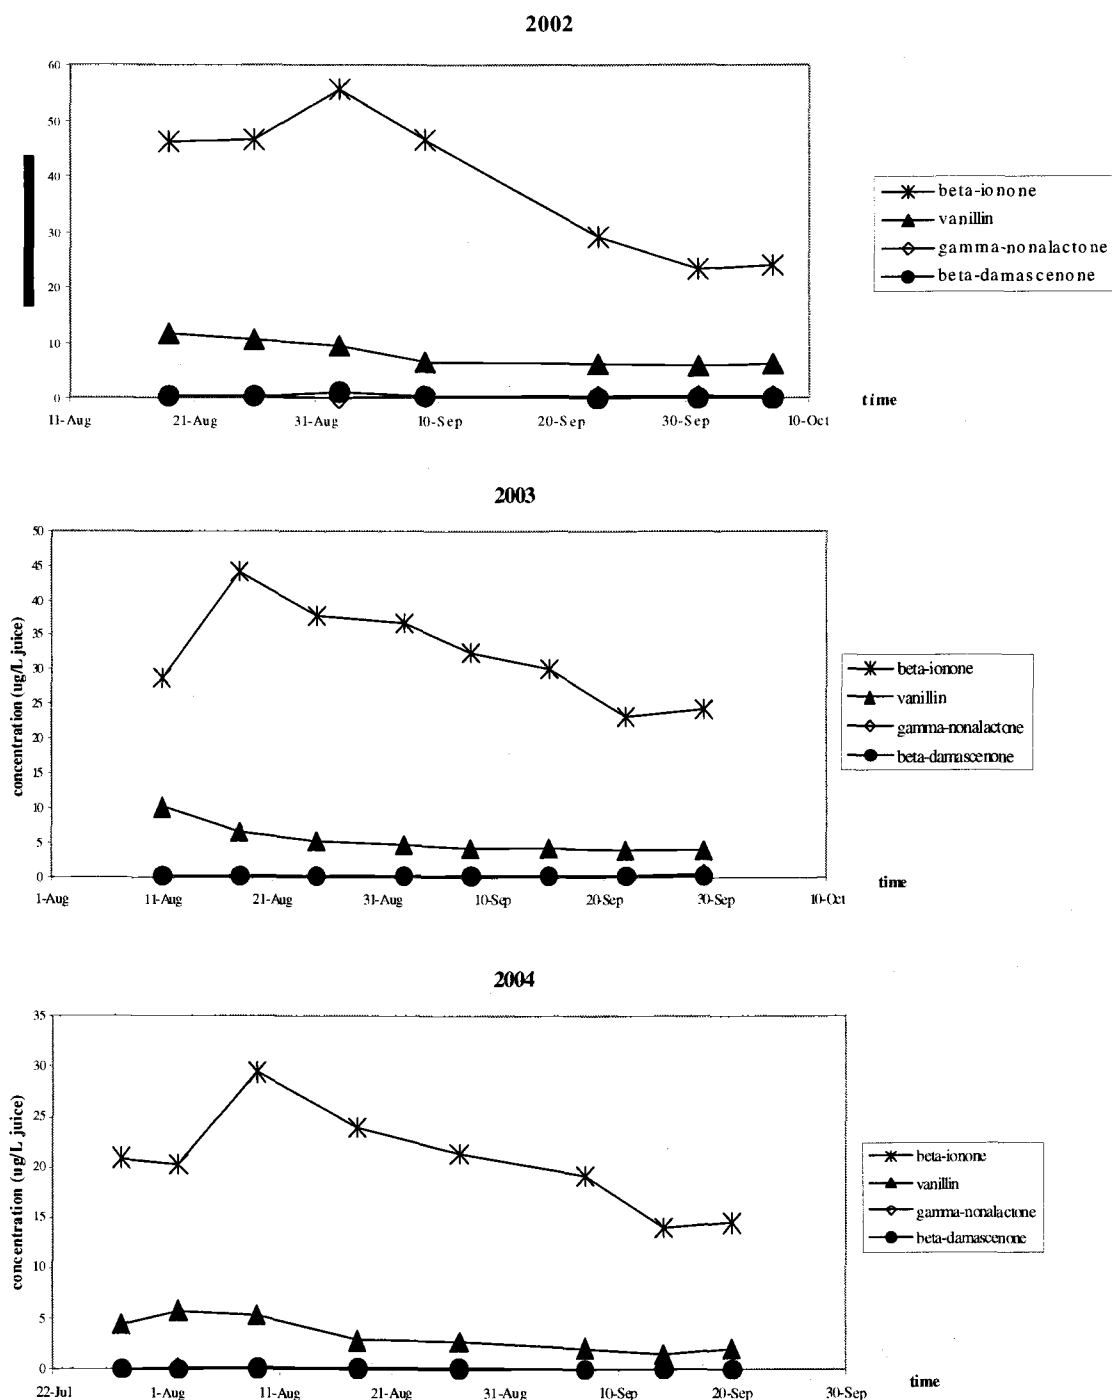 2002
60
50
40
30
20
10
0
11-Aug 21-Aug 31-Aug 10-Sep 20-Sep 30-Sep 10-Oct
time
beta-ionone
vanillin
gamma-nonalactone
beta-damascenone
2003
concentration (ug/L juice)
50
45
40
35
30
25
20
15
10
5
0
1-Aug 11-Aug 21-Aug 31-Aug 10-Sep 20-Sep 30-Sep 10-Oct
time
beta-ionone
vanillin
gamma-nonalactone
beta-damascenone
2004
concentration (ug/L juice)
35
30
25
20
15
10
5
0
22-Jul 1-Aug 11-Aug 21-Aug 31-Aug 10-Sep 20-Sep 30-Sep
time
beta-ionone
vanillin
gamma-nonalactone
beta-damascenone